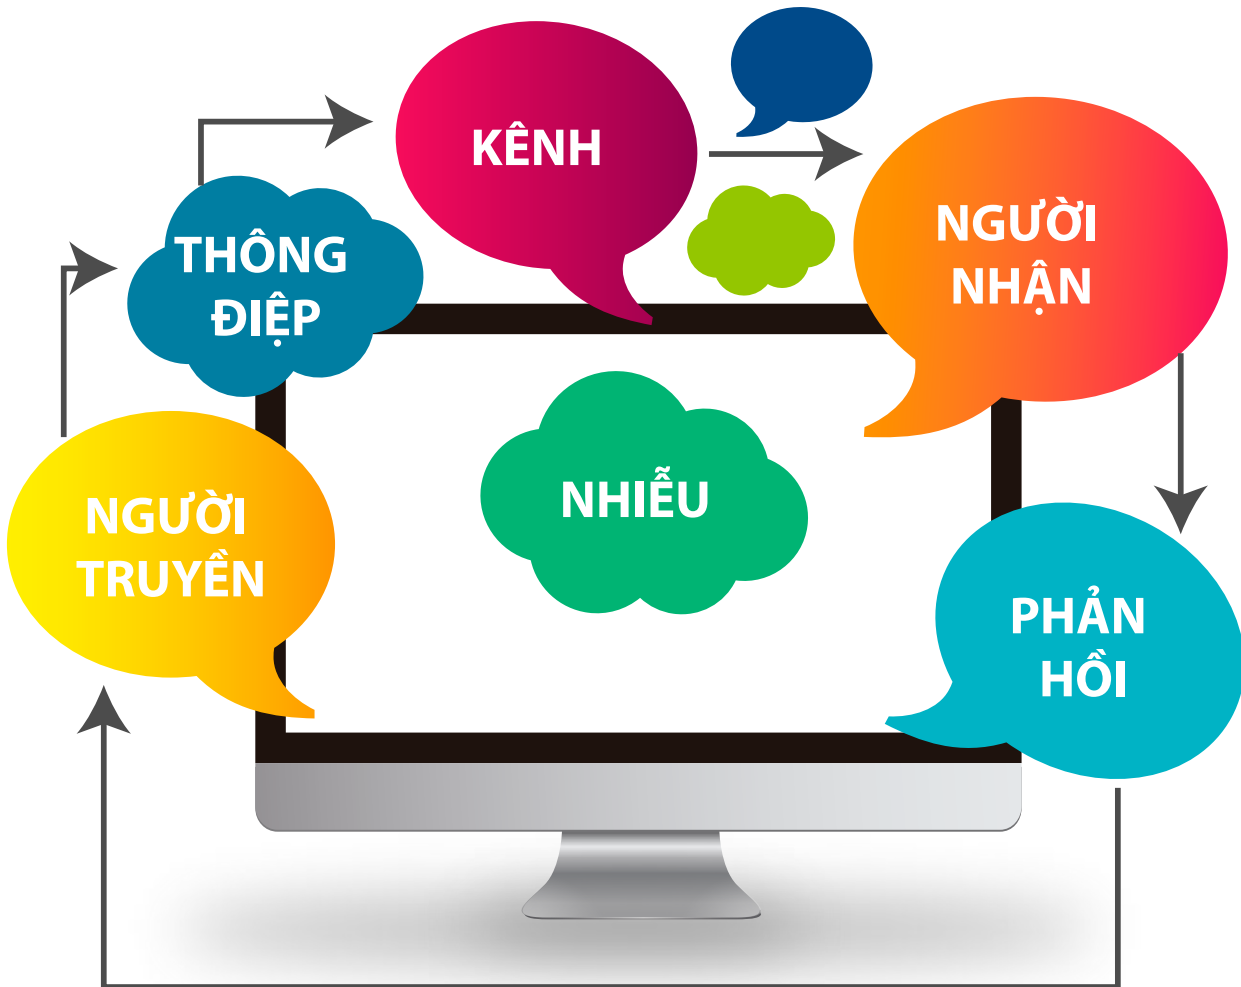 KÊNH
THÔNG
ĐIỆP
NGƯỜI
NHẬN
NHIỄU
NGƯỜI
TRUYỀN
PHẢN
HỒI